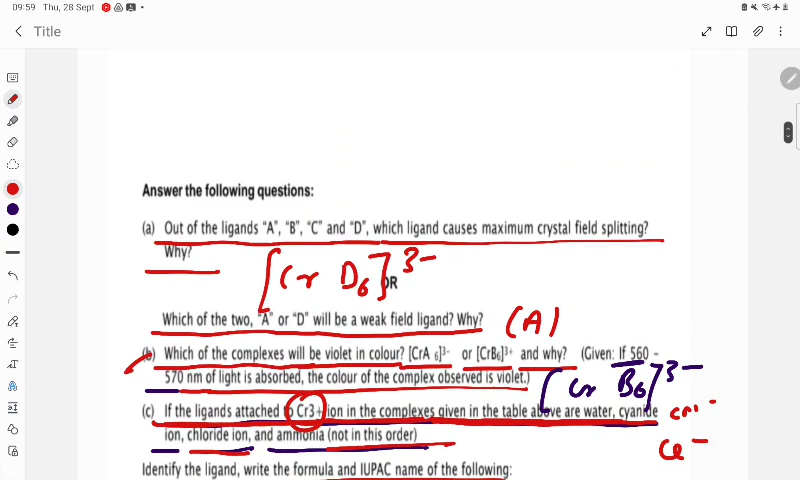 09:59 Thu, 28 Sept
Title
Answer the following questions:
(a) Out of the ligands "A", "B", "C" and "D", which ligand causes maximum crystal field splitting?
Why?
[Cr D6]3-
OR
Which of the two, "A" or "D" will be a weak field ligand? Why?
(A)
(b) Which of the complexes will be violet in colour? [CrA 6]3- or [CrB6]3+ and why? (Given: If 560 –
570 nm of light is absorbed, the colour of the complex observed is violet.)
[Cr B6]3-
(c) If the ligands attached to Cr3+ ion in the complexes given in the table above are water, cyanide
ion, chloride ion, and ammonia (not in this order)
Identify the ligand, write the formula and IUPAC name of the following: